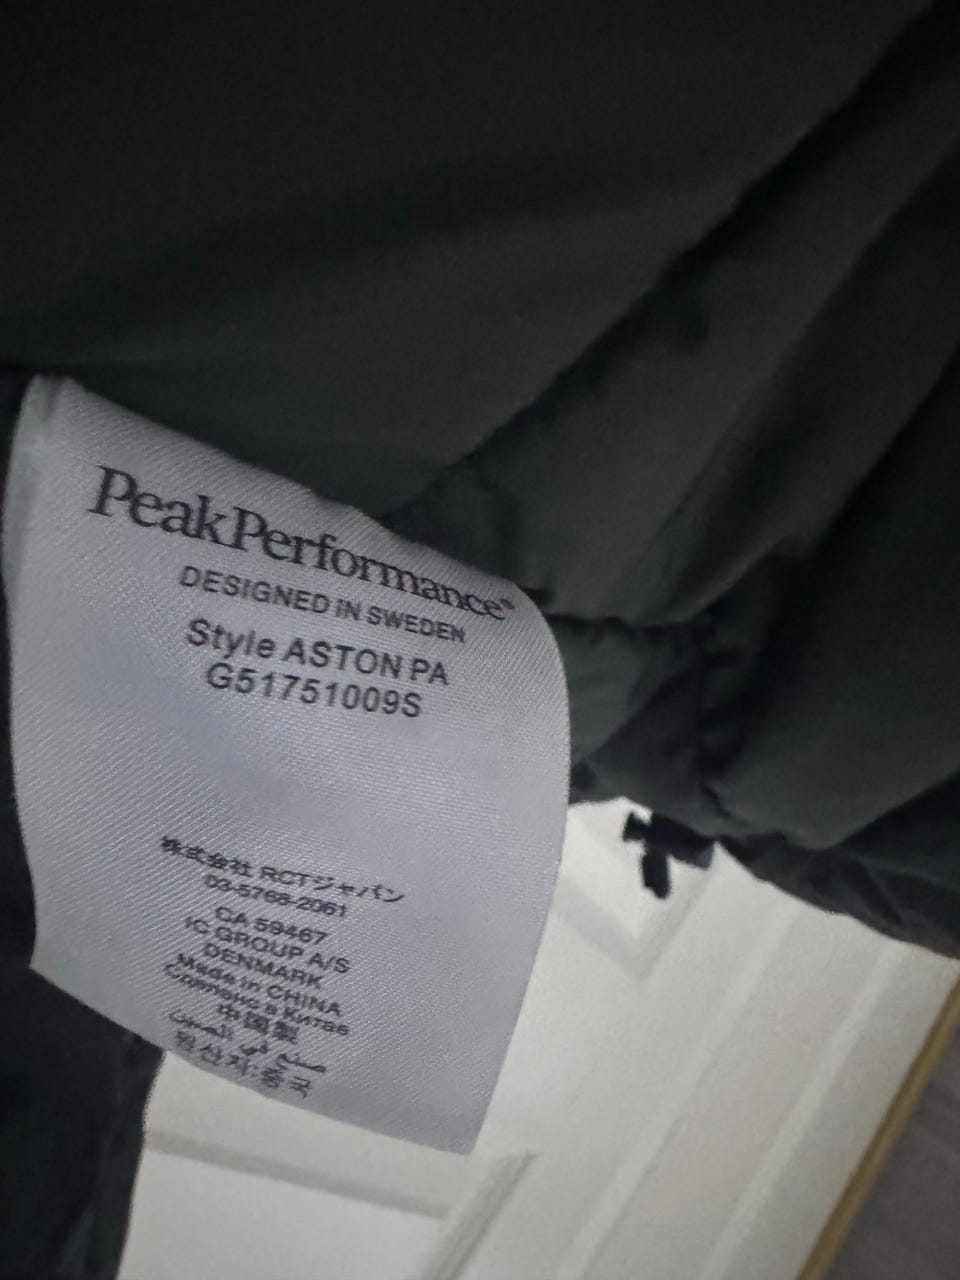 PeakPerformance®
DESIGNED IN SWEDEN
Style ASTON PA
G51751009S
株式会社 RCTジャパン
03-5768-2061
CA 59467
IC GROUP A/S
DENMARK
Made in CHINA
Сделано в Китае
中国製
صنع في الصين
원산지:중국